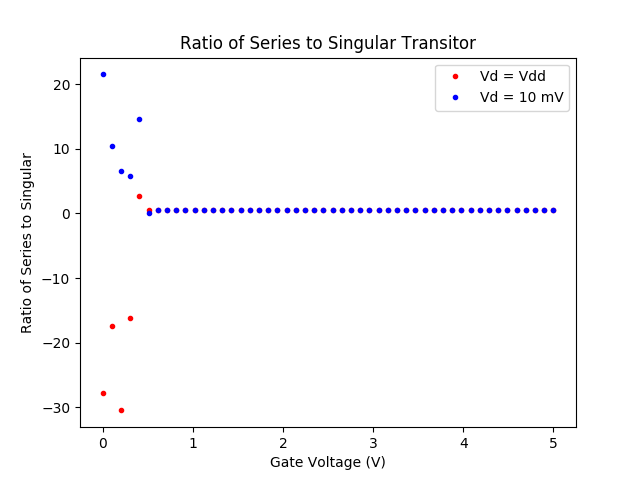 Ratio of Series to Singular Transitor
Vd = Vdd
Vd = 10 mV
Ratio of Series to Singular
20
10
0
−10
−20
−30
0 1 2 3 4 5
Gate Voltage (V)